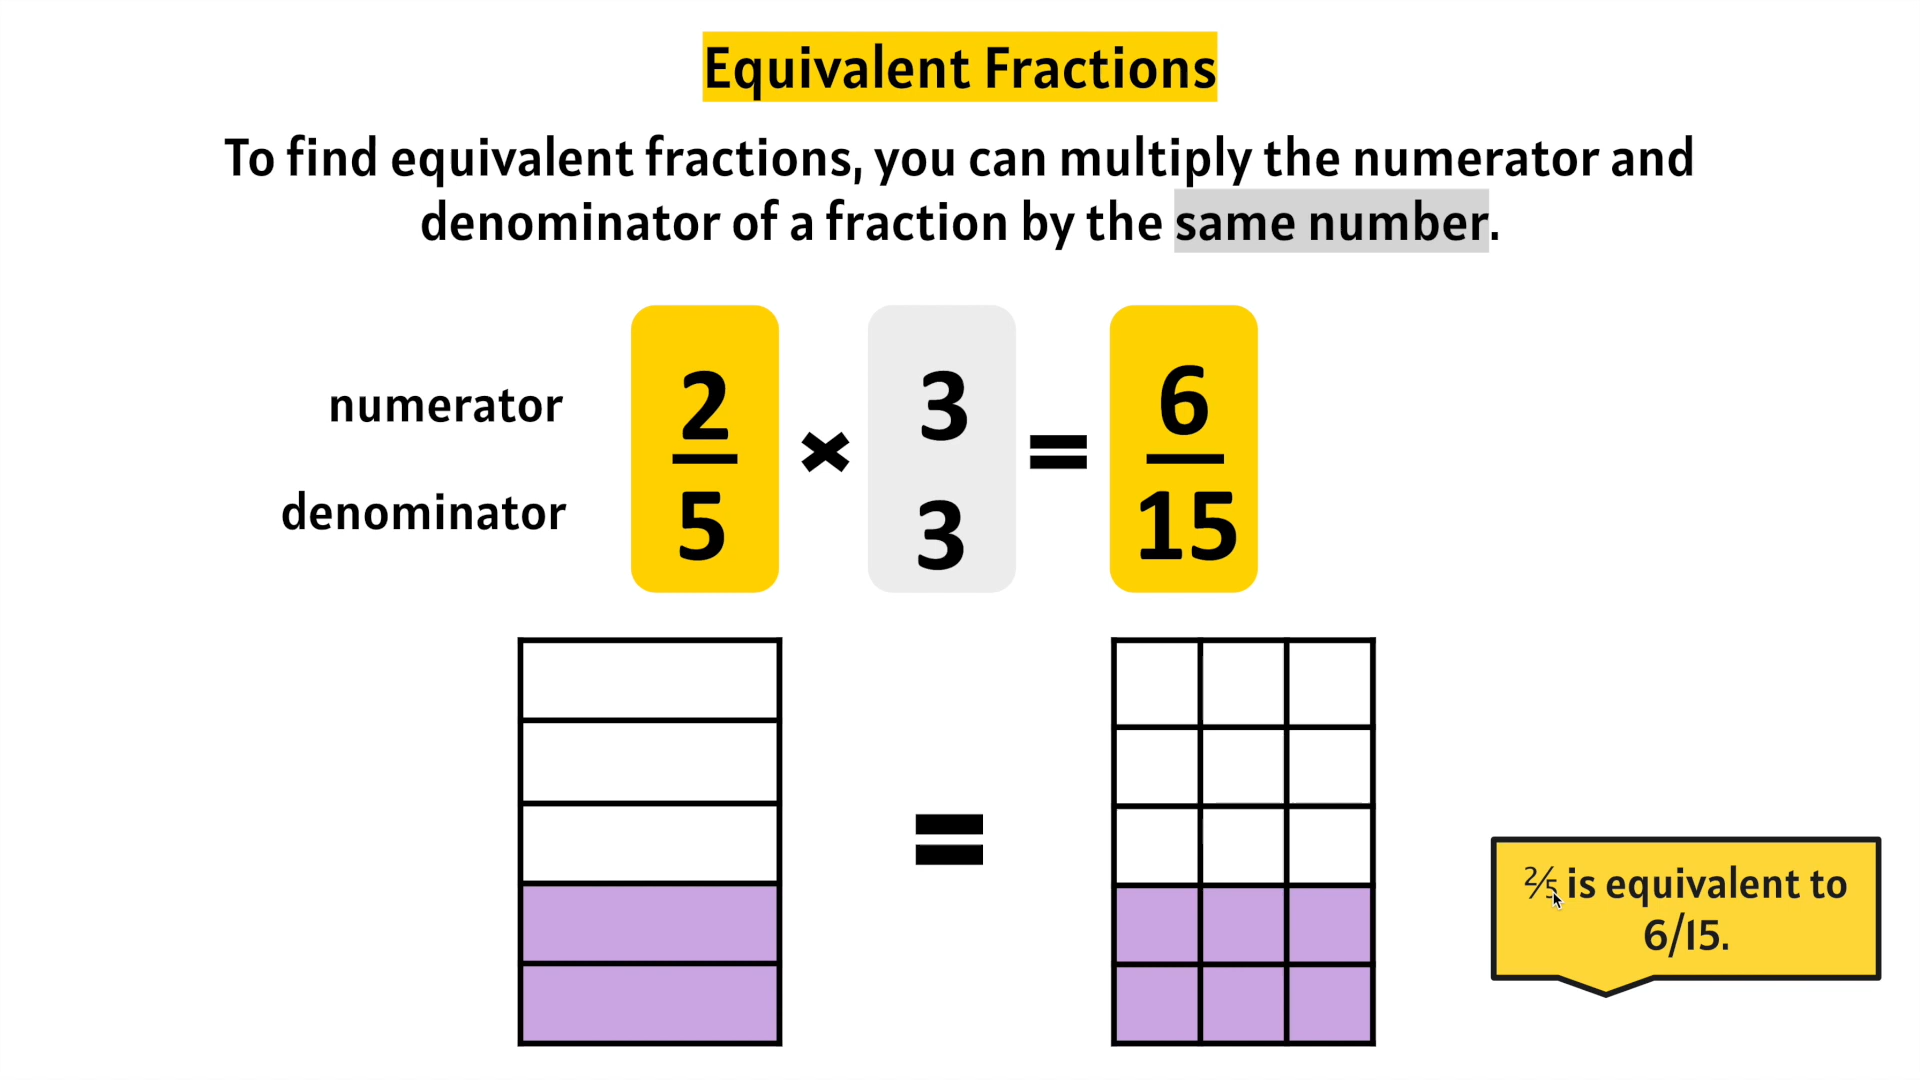 Equivalent Fractions
To find equivalent fractions, you can multiply the numerator and
denominator of a fraction by the same number.
numerator
denominator
2
5
×
3
3
=
6
15
=
⅖ is equivalent to
6/15.